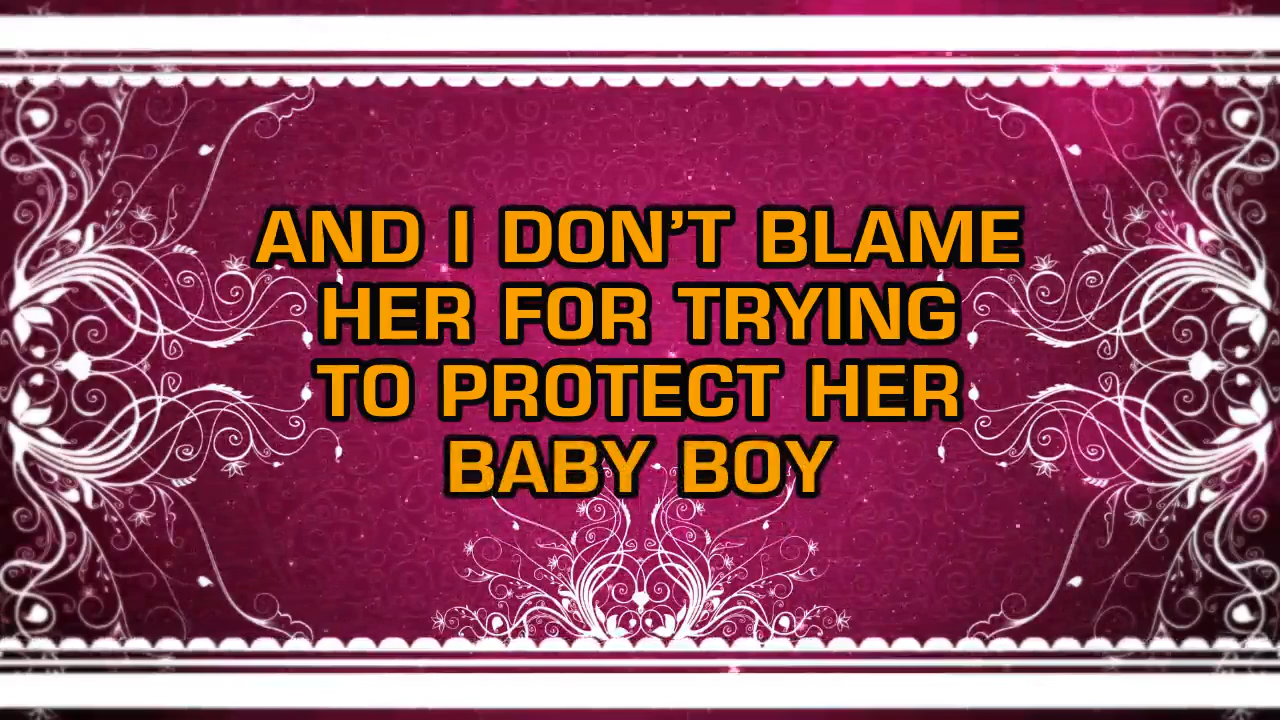 AND I DON'T BLAME
HER FOR TRYING
TO PROTECT HER
BABY BOY